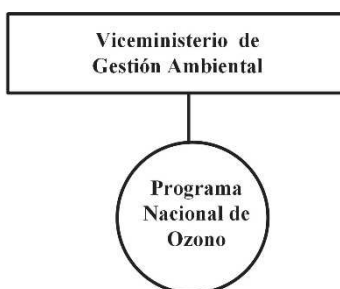 Viceministerio de
Gestión Ambiental
Programa
Nacional de
Ozono